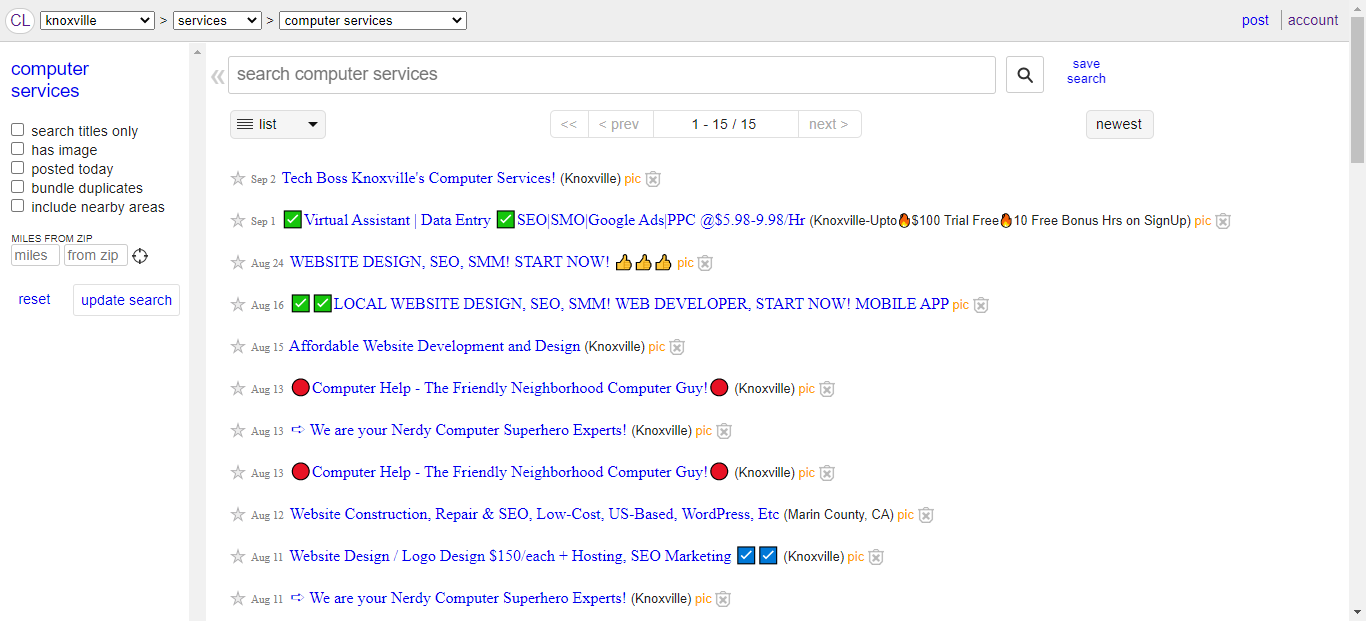 CL knoxville > services > computer services post account
computer
services
search titles only
has image
posted today
bundle duplicates
include nearby areas
MILES FROM ZIP
miles from zip
reset update search
« search computer services save
search
list << < prev 1 - 15 / 15 next > newest
Sep 2 Tech Boss Knoxville's Computer Services! (Knoxville) pic
Sep 1 ✅Virtual Assistant | Data Entry ✅SEO|SMO|Google Ads|PPC @$5.98-9.98/Hr (Knoxville-Upto🔥$100 Trial Free🔥10 Free Bonus Hrs on SignUp) pic
Aug 24 WEBSITE DESIGN, SEO, SMM! START NOW! 👍👍👍 pic
Aug 16 ✅✅LOCAL WEBSITE DESIGN, SEO, SMM! WEB DEVELOPER, START NOW! MOBILE APP pic
Aug 15 Affordable Website Development and Design (Knoxville) pic
Aug 13 🔴Computer Help - The Friendly Neighborhood Computer Guy!🔴 (Knoxville) pic
Aug 13 ➪ We are your Nerdy Computer Superhero Experts! (Knoxville) pic
Aug 13 🔴Computer Help - The Friendly Neighborhood Computer Guy!🔴 (Knoxville) pic
Aug 12 Website Construction, Repair & SEO, Low-Cost, US-Based, WordPress, Etc (Marin County, CA) pic
Aug 11 Website Design / Logo Design $150/each + Hosting, SEO Marketing ☑️☑️ (Knoxville) pic
Aug 11 ➪ We are your Nerdy Computer Superhero Experts! (Knoxville) pic